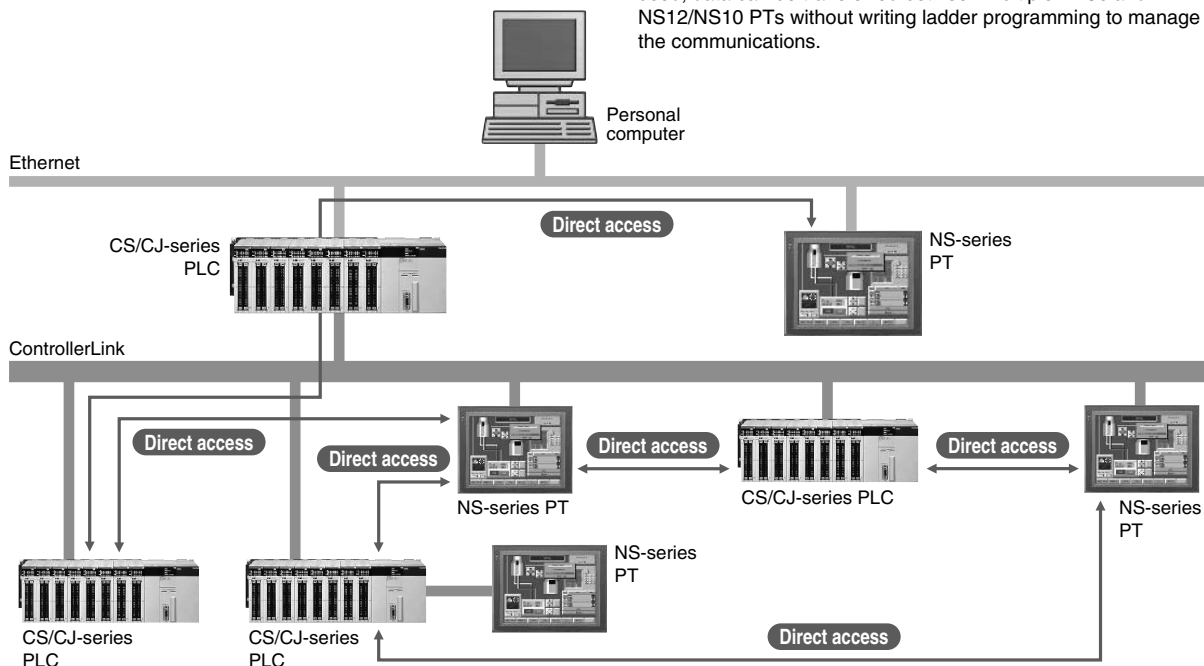 NS12/NS10 PTs without writing ladder programming to manage
the communications.
Personal
computer
Ethernet
Direct access
CS/CJ-series
PLC
NS-series
PT
ControllerLink
Direct access
Direct access
Direct access
Direct access
NS-series PT
CS/CJ-series PLC
NS-series
PT
NS-series
PT
CS/CJ-series
PLC
CS/CJ-series
PLC
Direct access